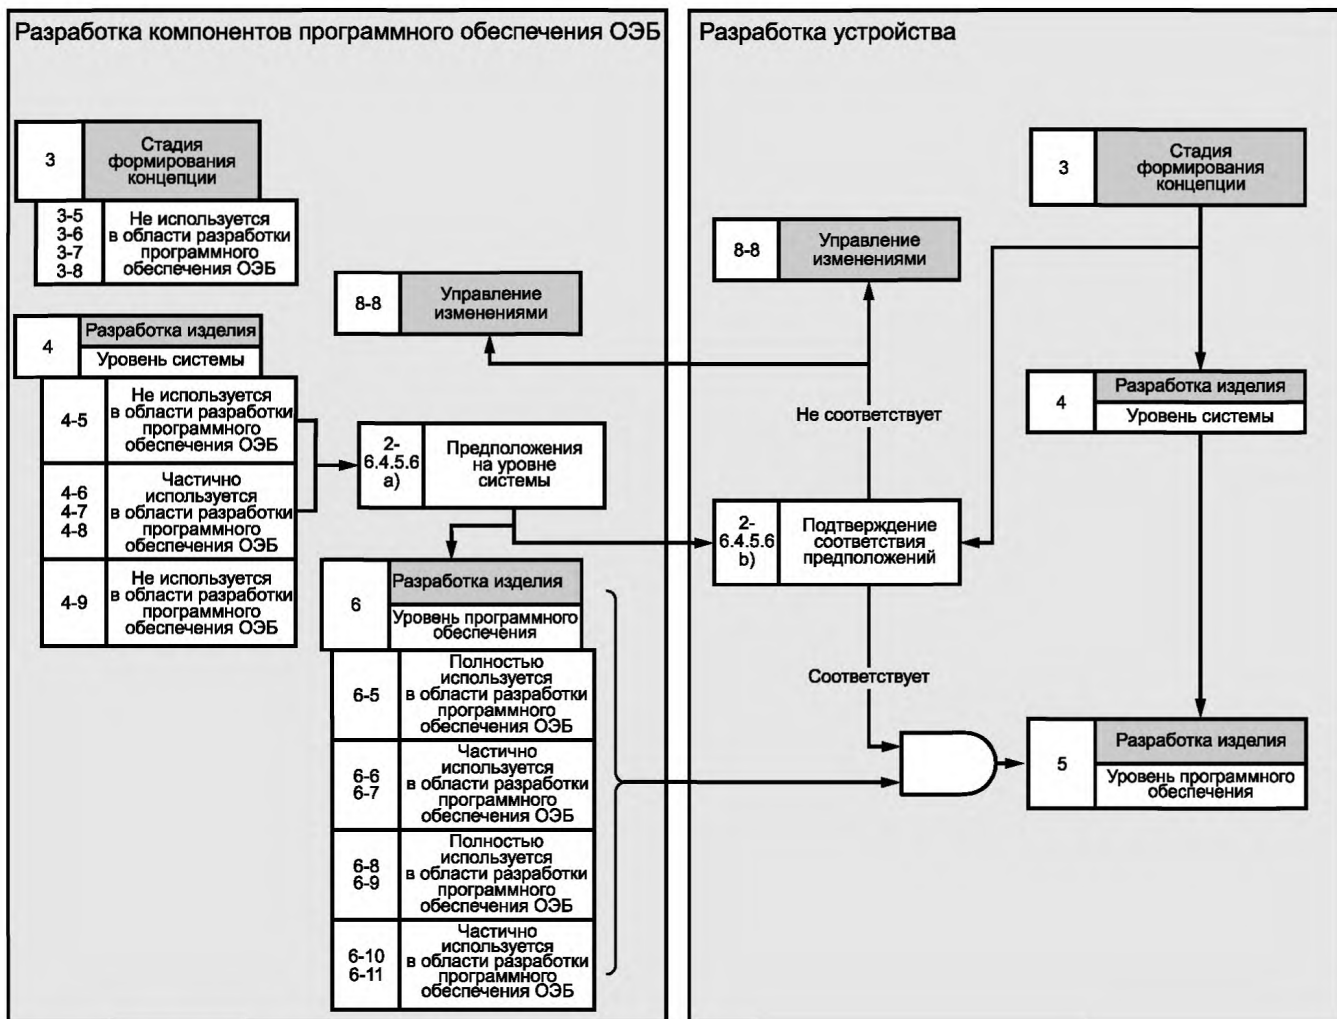 Разработка компонентов программного обеспечения ОЭБ
3
Стадия
формирования
концепции
3-5
3-6
3-7
3-8
Не используется
в области разработки
программного
обеспечения ОЭБ
4
Разработка изделия
Уровень системы
4-5
Не используется
в области разработки
программного
обеспечения ОЭБ
4-6
4-7
4-8
Частично
используется
в области разработки
программного
обеспечения ОЭБ
4-9
Не используется
в области разработки
программного
обеспечения ОЭБ
8-8
Управление
изменениями
2-
6.4.5.6
a)
Предположения
на уровне
системы
6
Разработка изделия
Уровень программного
обеспечения
6-5
Полностью
используется
в области разработки
программного
обеспечения ОЭБ
6-6
6-7
Частично
используется
в области разработки
программного
обеспечения ОЭБ
6-8
6-9
Полностью
используется
в области разработки
программного
обеспечения ОЭБ
6-10
6-11
Частично
используется
в области разработки
программного
обеспечения ОЭБ
Разработка устройства
3
Стадия
формирования
концепции
8-8
Управление
изменениями
4
Разработка изделия
Уровень системы
Не соответствует
2-
6.4.5.6
b)
Подтверждение
соответствия
предположений
Соответствует
5
Разработка изделия
Уровень программного
обеспечения